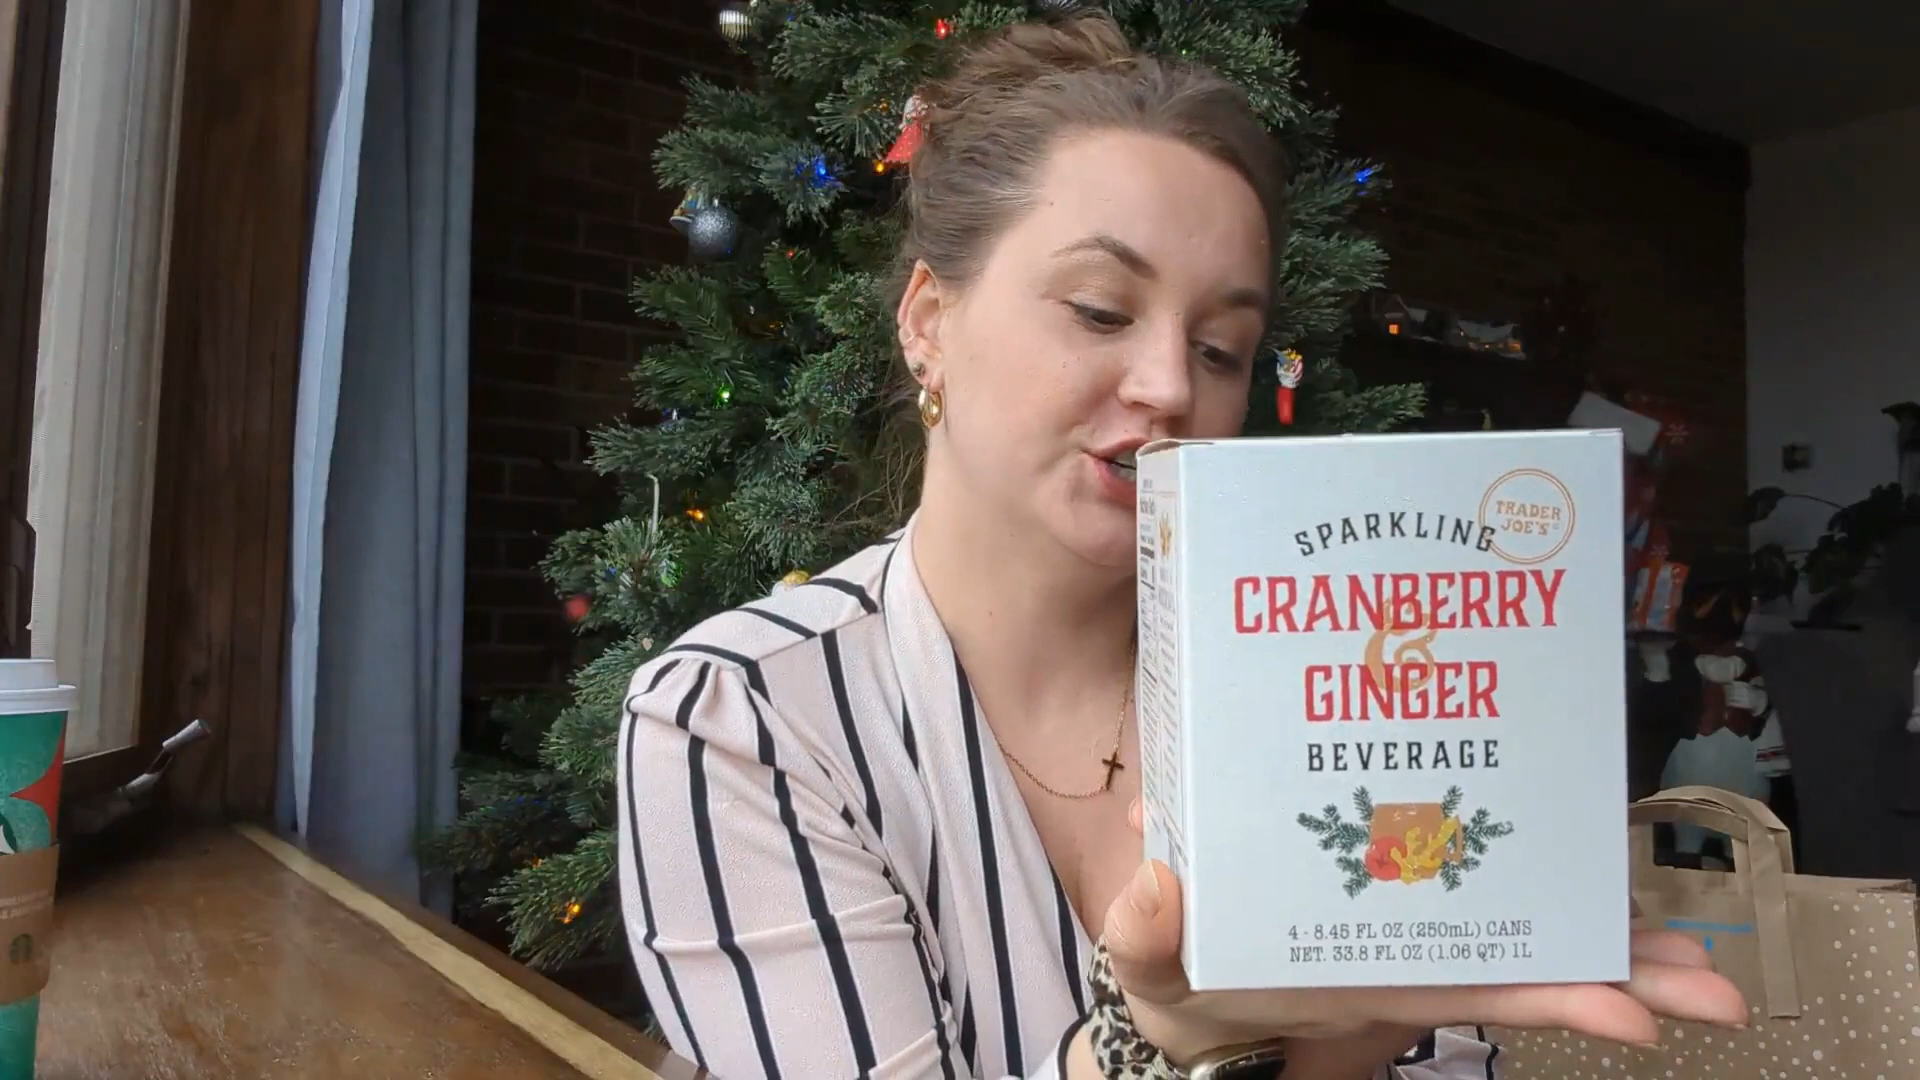 SPARKLING
TRADER
JOE'S
CRANBERRY
&
GINGER
BEVERAGE
4 - 8.45 FL OZ (250mL) CANS
NET. 33.8 FL OZ (1.06 QT) 1L